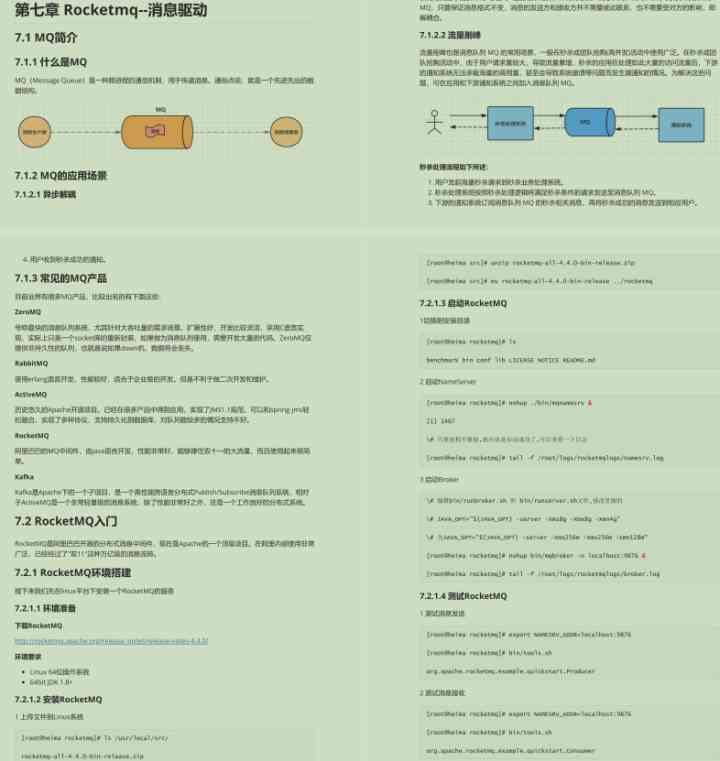 第七章 Rocketmq--消息驱动
7.1 MQ简介
7.1.1 什么是MQ
MQ（Message Queue）是一种跨进程的通信机制，用于传递消息。通俗点说，就是一个先进先出的数
据结构。
MQ
消息生产者
消息消费者
7.1.2 MQ的应用场景
7.1.2.1 异步解耦
MQ，只要保证消息格式不变，消息的发送方和接收方并不需要彼此联系，也不需要受对方的影响，即
解耦合。
7.1.2.2 流量削峰
流量削峰也是消息队列 MQ 的常用场景，一般在秒杀或团队抢购(高并发)活动中使用广泛。在秒杀或团
队抢购活动中，由于用户请求量较大，导致流量暴增，秒杀的应用在处理如此大量的访问流量后，下游
的通知系统无法承载海量的调用量，甚至会导致系统崩溃等问题而发生漏通知的情况。为解决这些问
题，可在应用和下游通知系统之间加入消息队列 MQ。
秒杀处理系统
MQ
通知系统
秒杀处理流程如下所述：
1. 用户发起海量秒杀请求到秒杀业务处理系统。
2. 秒杀处理系统按照秒杀处理逻辑将满足秒杀条件的请求发送至消息队列 MQ。
3. 下游的通知系统订阅消息队列 MQ 的秒杀相关消息，再将秒杀成功的消息发送到相应用户。
4. 用户收到秒杀成功的通知。
7.1.3 常见的MQ产品
目前业界有很多MQ产品，比较出名的有下面这些：
ZeroMQ
号称最快的消息队列系统，尤其针对大吞吐量的需求场景。扩展性好，开发比较灵活，采用C语言实
现，实际上只是一个socket库的重新封装，如果做为消息队列使用，需要开发大量的代码。ZeroMQ仅
提供非持久性的队列，也就是说如果down机，数据将会丢失。
RabbitMQ
使用erlang语言开发，性能较好，适合于企业级的开发。但是不利于做二次开发和维护。
ActiveMQ
历史悠久的Apache开源项目。已经在很多产品中得到应用，实现了JMS1.1规范，可以和spring-jms轻
松融合，实现了多种协议，支持持久化到数据库，对队列数较多的情况支持不好。
RocketMQ
阿里巴巴的MQ中间件，由java语言开发，性能非常好，能够撑住双十一的大流量，而且使用起来很简
单。
Kafka
Kafka是Apache下的一个子项目，是一个高性能跨语言分布式Publish/Subscribe消息队列系统，相对
于ActiveMQ是一个非常轻量级的消息系统，除了性能非常好之外，还是一个工作良好的分布式系统。
7.2 RocketMQ入门
RocketMQ是阿里巴巴开源的分布式消息中间件，现在是Apache的一个顶级项目。在阿里内部使用非常
广泛，已经经过了"双11"这种万亿级的消息流转。
7.2.1 RocketMQ环境搭建
接下来我们先在linux平台下安装一个RocketMQ的服务
7.2.1.1 环境准备
下载RocketMQ
http://rocketmq.apache.org/release_notes/release-notes-4.4.0/
环境要求
Linux 64位操作系统
64bit JDK 1.8+
7.2.1.2 安装RocketMQ
1 上传文件到Linux系统
[root@heima rocketmq]# ls /usr/local/src/
rocketmq-all-4.4.0-bin-release.zip
[root@heima src]# unzip rocketmq-all-4.4.0-bin-release.zip
[root@heima src]# mv rocketmq-all-4.4.0-bin-release ../rocketmq
7.2.1.3 启动RocketMQ
1切换到安装目录
[root@heima rocketmq]# ls
benchmark bin conf lib LICENSE NOTICE README.md
2 启动NameServer
[root@heima rocketmq]# nohup ./bin/mqnamesrv &
[1] 1467
[root@heima rocketmq]# tail -f /root/logs/rocketmqlogs/namesrv.log
3 启动Broker
\# 编辑bin/runbroker.sh 和 bin/runserver.sh文件,修改里面的
\# JAVA_OPT="${JAVA_OPT} -server -Xms8g -Xmx8g -Xmn4g"
[root@heima rocketmq]# nohup bin/mqbroker -n localhost:9876 &
[root@heima rocketmq]# tail -f /root/logs/rocketmqlogs/broker.log
7.2.1.4 测试RocketMQ
1 测试消息发送
[root@heima rocketmq]# export NAMESRV_ADDR=localhost:9876
[root@heima rocketmq]# bin/tools.sh
org.apache.rocketmq.example.quickstart.Producer
2 测试消息接收
[root@heima rocketmq]# export NAMESRV_ADDR=localhost:9876
[root@heima rocketmq]# bin/tools.sh
org.apache.rocketmq.example.quickstart.Consumer